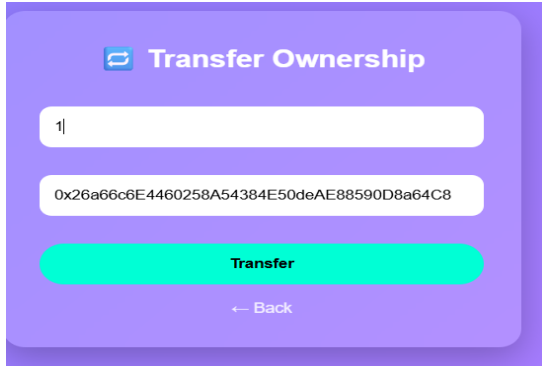 Transfer Ownership
1
0x26a66c6E4460258A54384E50deAE88590D8a64C8
Transfer
← Back